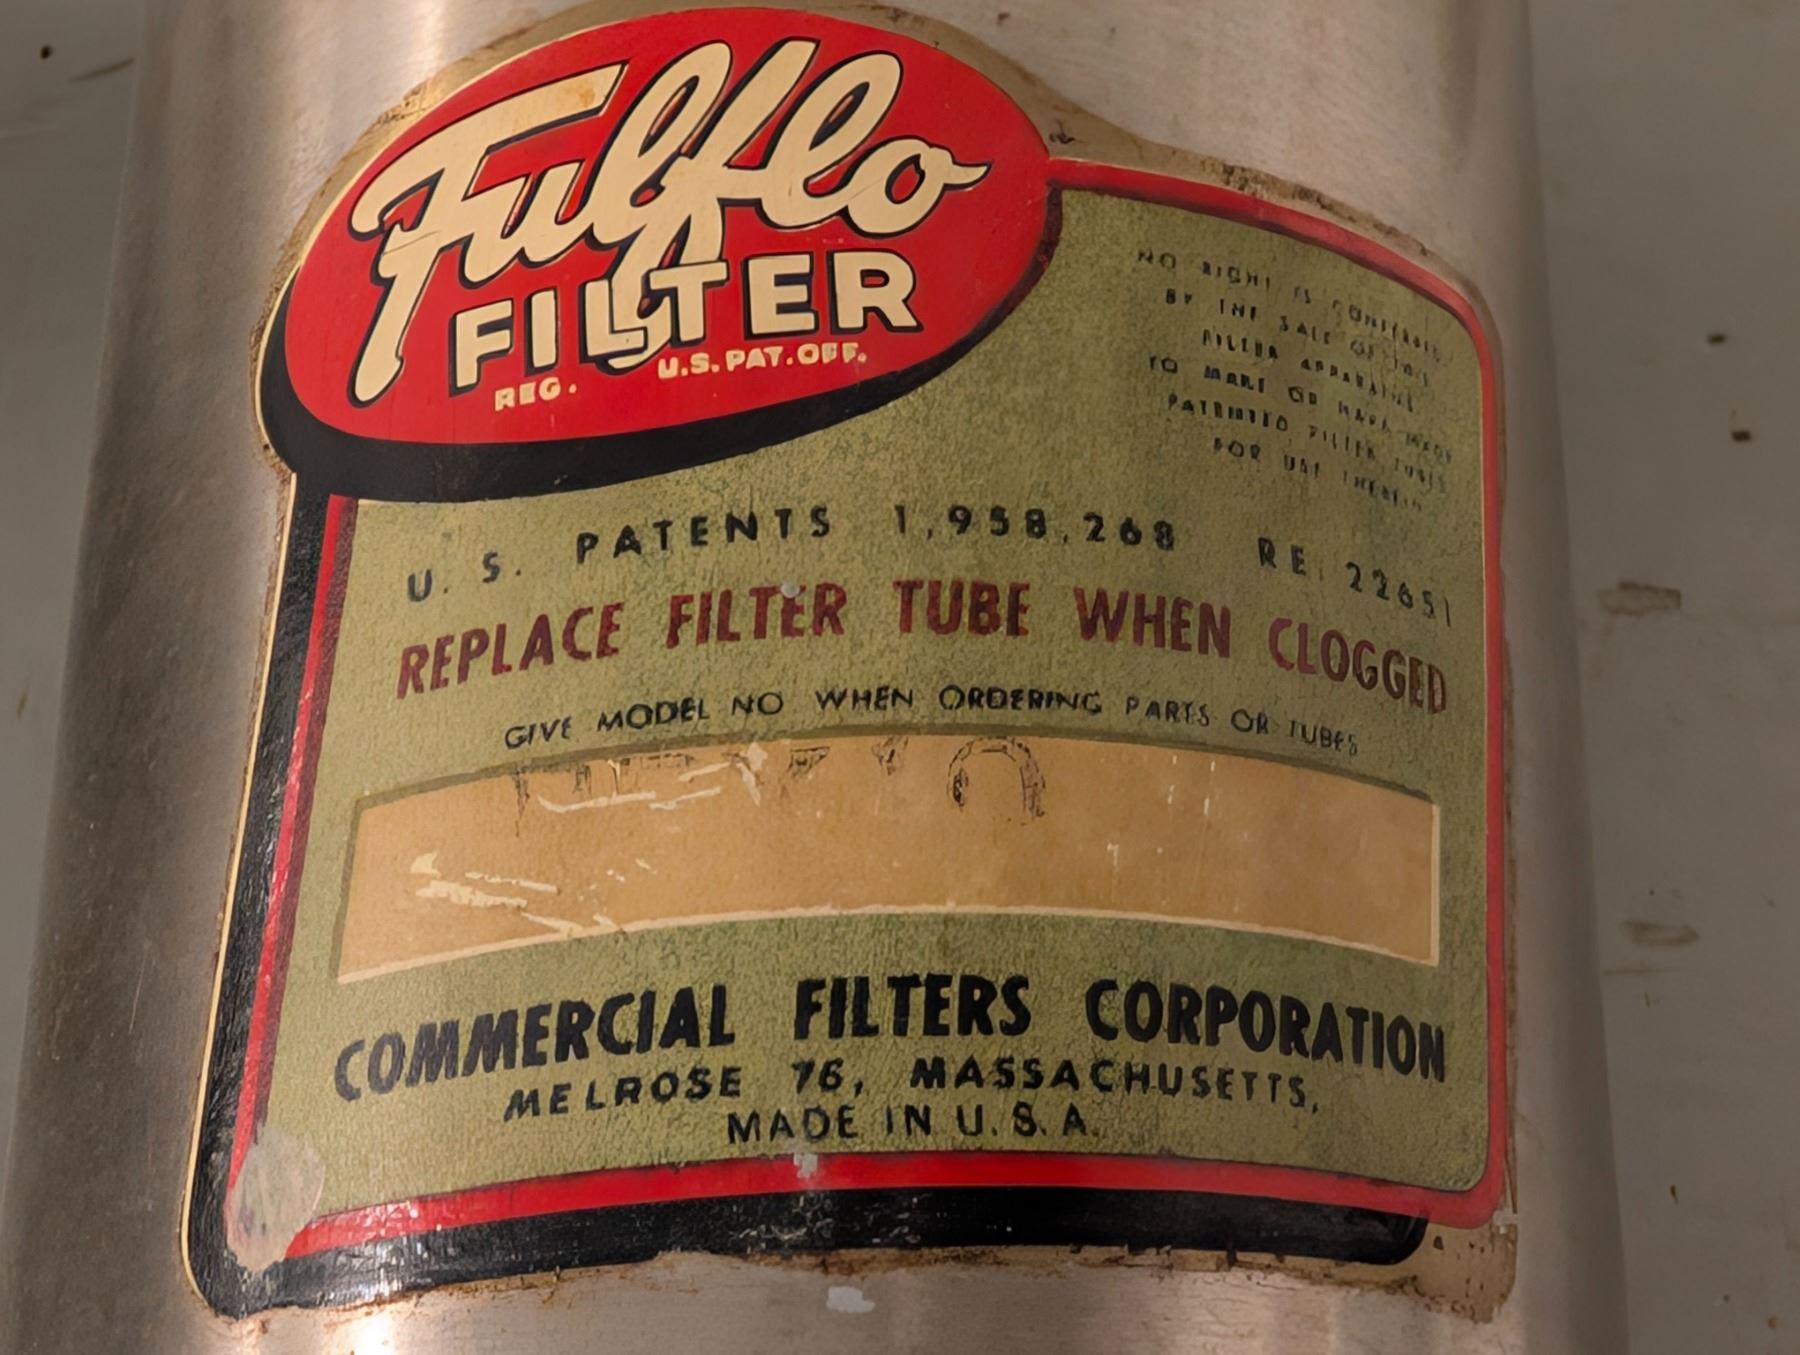 Fulflo
FILTER
REG. U.S. PAT. OFF.
NO RIGHT IS CONFERRED
BY THE SALE OF THIS
FILTER APPARATUS
TO MAKE OR HAVE MADE
PATENTED FILTER TUBES
FOR USE THEREIN
U. S. PATENTS 1,958,268 RE. 22651
REPLACE FILTER TUBE WHEN CLOGGED
GIVE MODEL NO WHEN ORDERING PARTS OR TUBES
COMMERCIAL FILTERS CORPORATION
MELROSE 76, MASSACHUSETTS,
MADE IN U.S.A.